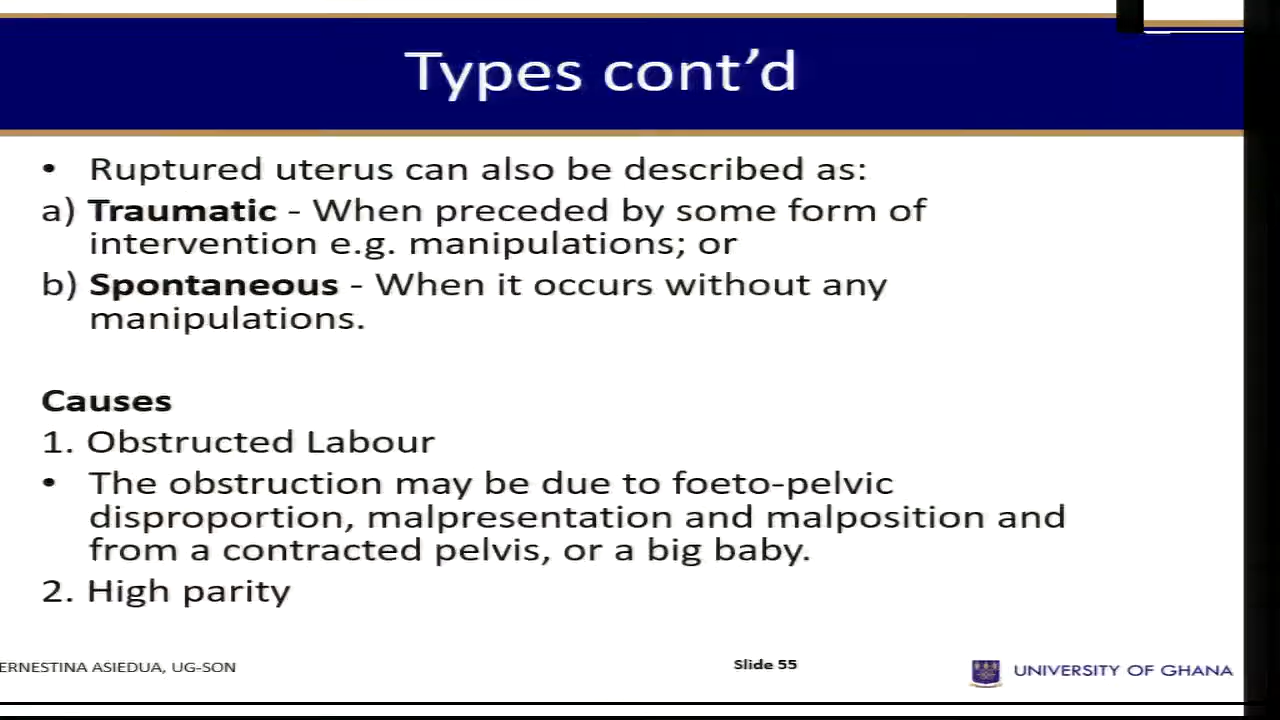 Types cont’d
• Ruptured uterus can also be described as:
a) Traumatic - When preceded by some form of
intervention e.g. manipulations; or
b) Spontaneous - When it occurs without any
manipulations.
Causes
1. Obstructed Labour
• The obstruction may be due to foeto-pelvic
disproportion, malpresentation and malposition and
from a contracted pelvis, or a big baby.
2. High parity
ERNESTINA ASIEDUA, UG-SON
Slide 55
UNIVERSITY OF GHANA